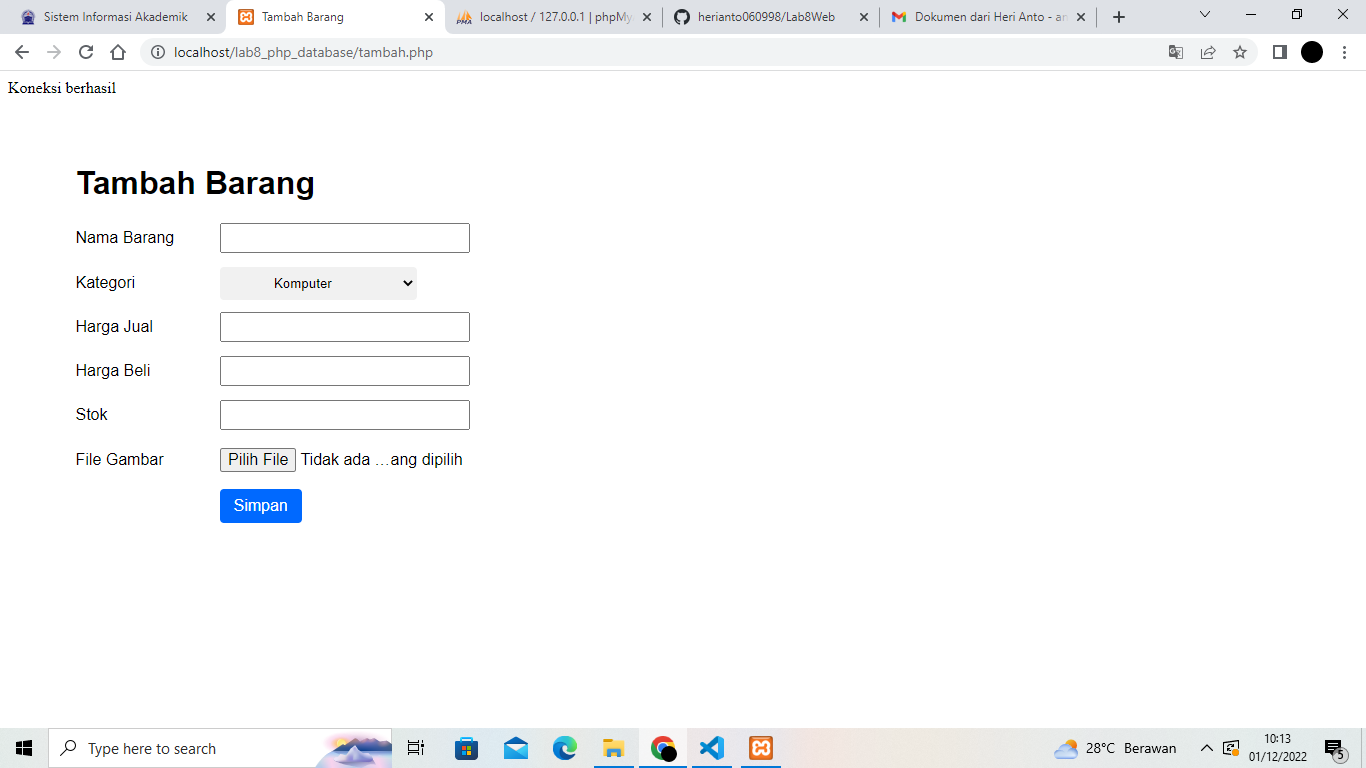 Sistem Informasi Akademik
Tambah Barang
localhost / 127.0.0.1 | phpMy
herianto060998/Lab8Web
Dokumen dari Heri Anto - an
localhost/lab8_php_database/tambah.php
Koneksi berhasil
Tambah Barang
Nama Barang
Kategori Komputer
Harga Jual
Harga Beli
Stok
File Gambar Pilih File Tidak ada …ang dipilih
Simpan
Type here to search
28°C Berawan
10:13
01/12/2022
5